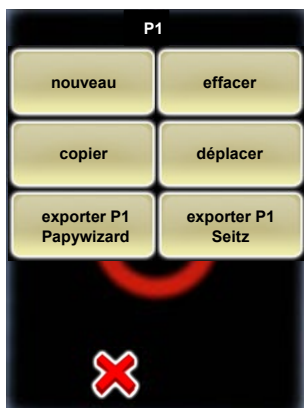 P1
nouveau effacer
copier déplacer
exporter P1 exporter P1
Papywizard Seitz